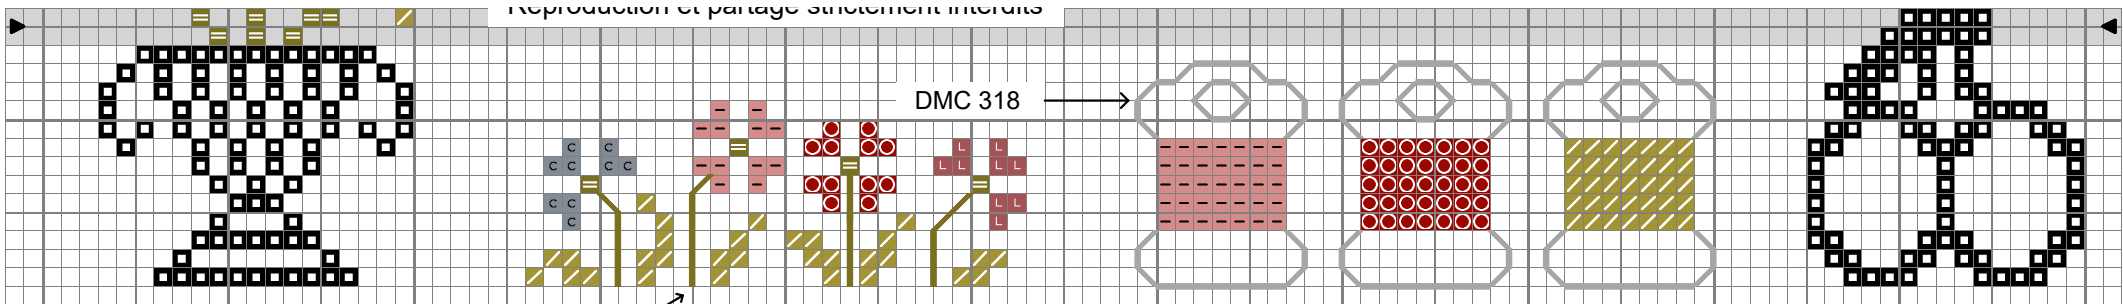 Reproduction et partage strictement interdits
DMC 318